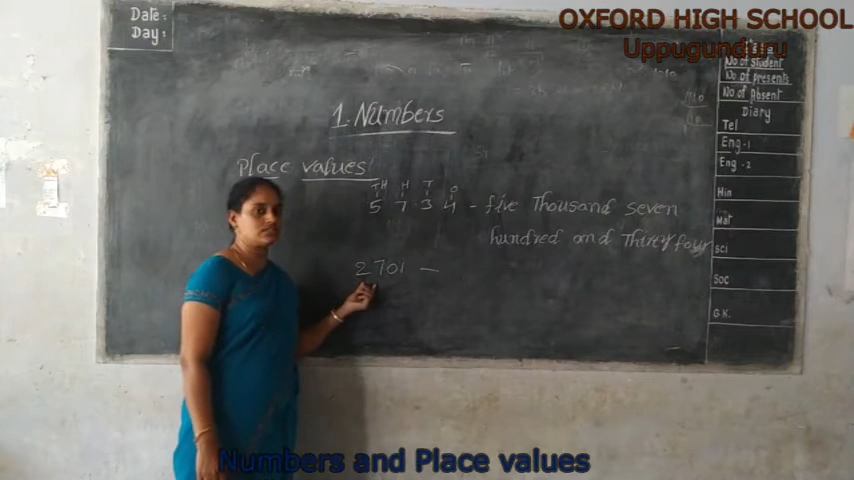 OXFORD HIGH SCHOOL
Uppugunduru
Date:
Day:
No of Student
No of presents
No of Absent
Diary
Tel
Eng-1
Eng-2
Hin
Mat
Sci
Soc
G.K.
1. Numbers
Place values
TH H T O
5 7 3 4 - five Thousand seven
hundred and Thirty four
2701 -
Numbers and Place values